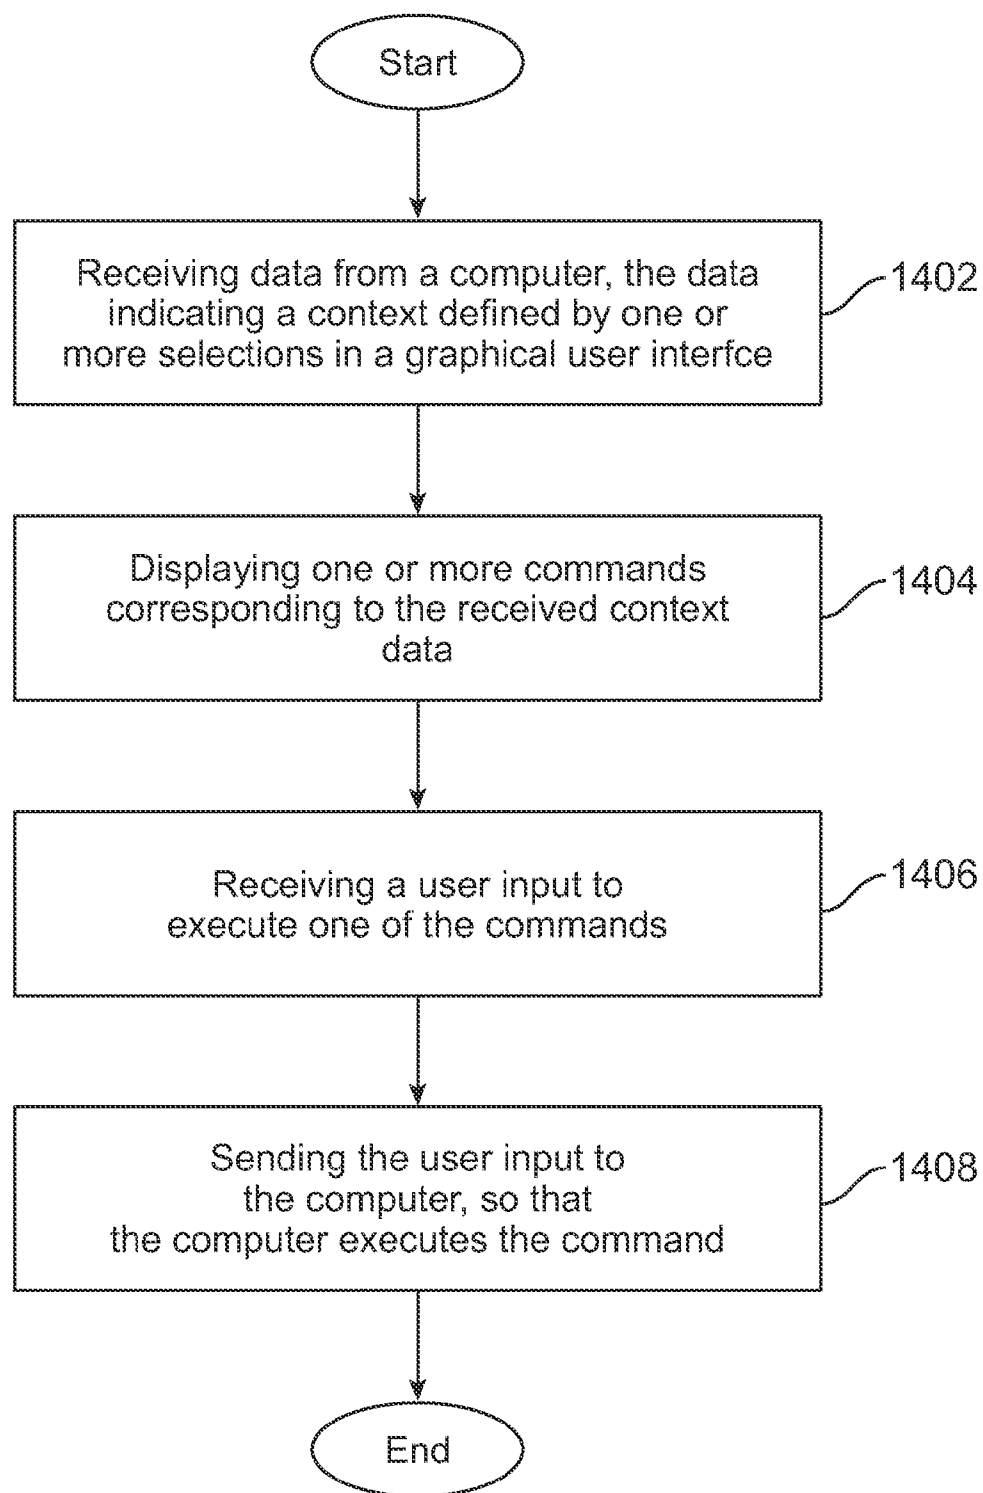 Start
Receiving data from a computer, the data
indicating a context defined by one or
more selections in a graphical user interfce
1402
Displaying one or more commands
corresponding to the received context
data
1404
Receiving a user input to
execute one of the commands
1406
Sending the user input to
the computer, so that
the computer executes the command
1408
End